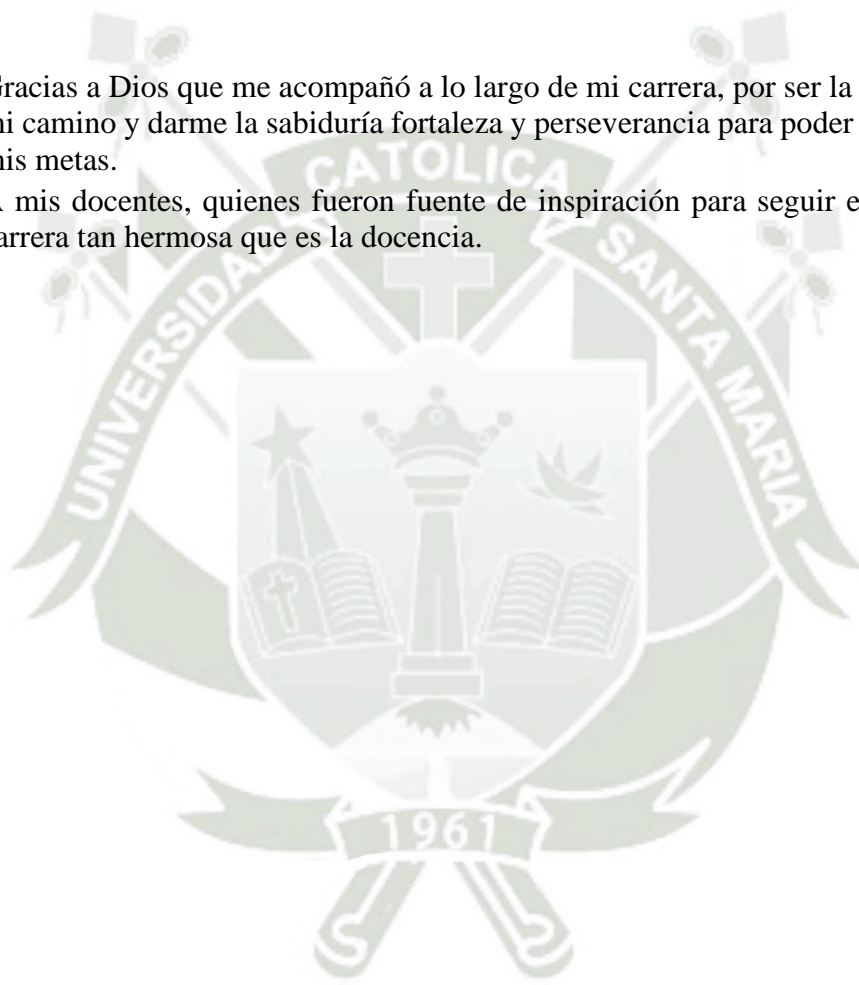 Gracias a Dios que me acompañó a lo largo de mi carrera, por ser la
mi camino y darme la sabiduría fortaleza y perseverancia para poder
mis metas.
A mis docentes, quienes fueron fuente de inspiración para seguir e
carrera tan hermosa que es la docencia.
UNIVERSIDAD CATOLICA SANTA MARIA
1961